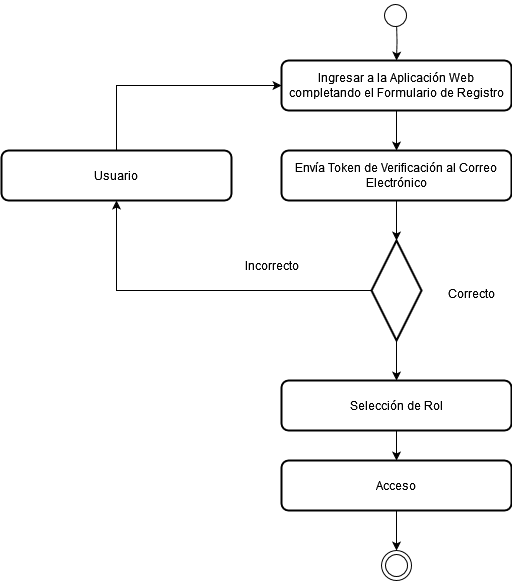 Ingresar a la Aplicación Web
completando el Formulario de Registro
Usuario
Envía Token de Verificación al Correo
Electrónico
Incorrecto
Correcto
Selección de Rol
Acceso